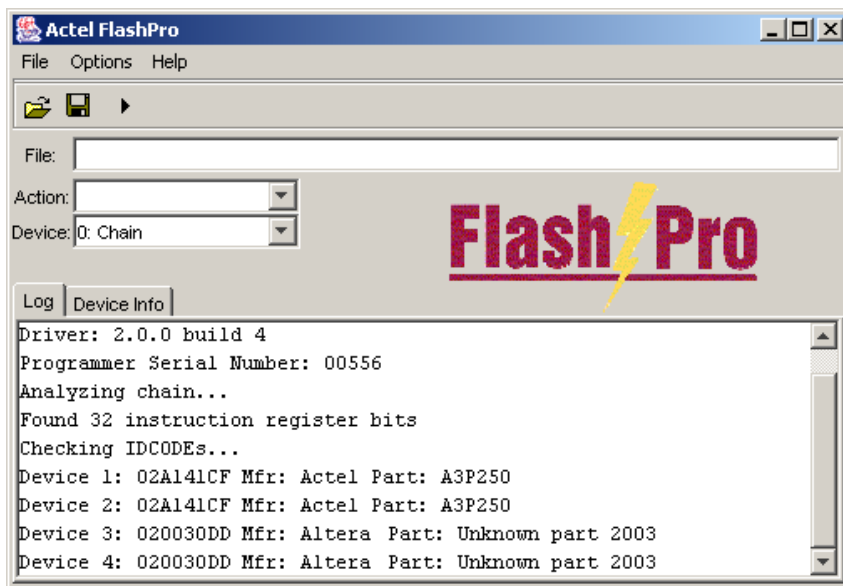 Actel FlashPro
File Options Help
File:
Action:
Device: 0: Chain
Flash Pro
Log Device Info
Driver: 2.0.0 build 4
Programmer Serial Number: 00556
Analyzing chain...
Found 32 instruction register bits
Checking IDCODEs...
Device 1: 02A141CF Mfr: Actel Part: A3P250
Device 2: 02A141CF Mfr: Actel Part: A3P250
Device 3: 020030DD Mfr: Altera Part: Unknown part 2003
Device 4: 020030DD Mfr: Altera Part: Unknown part 2003